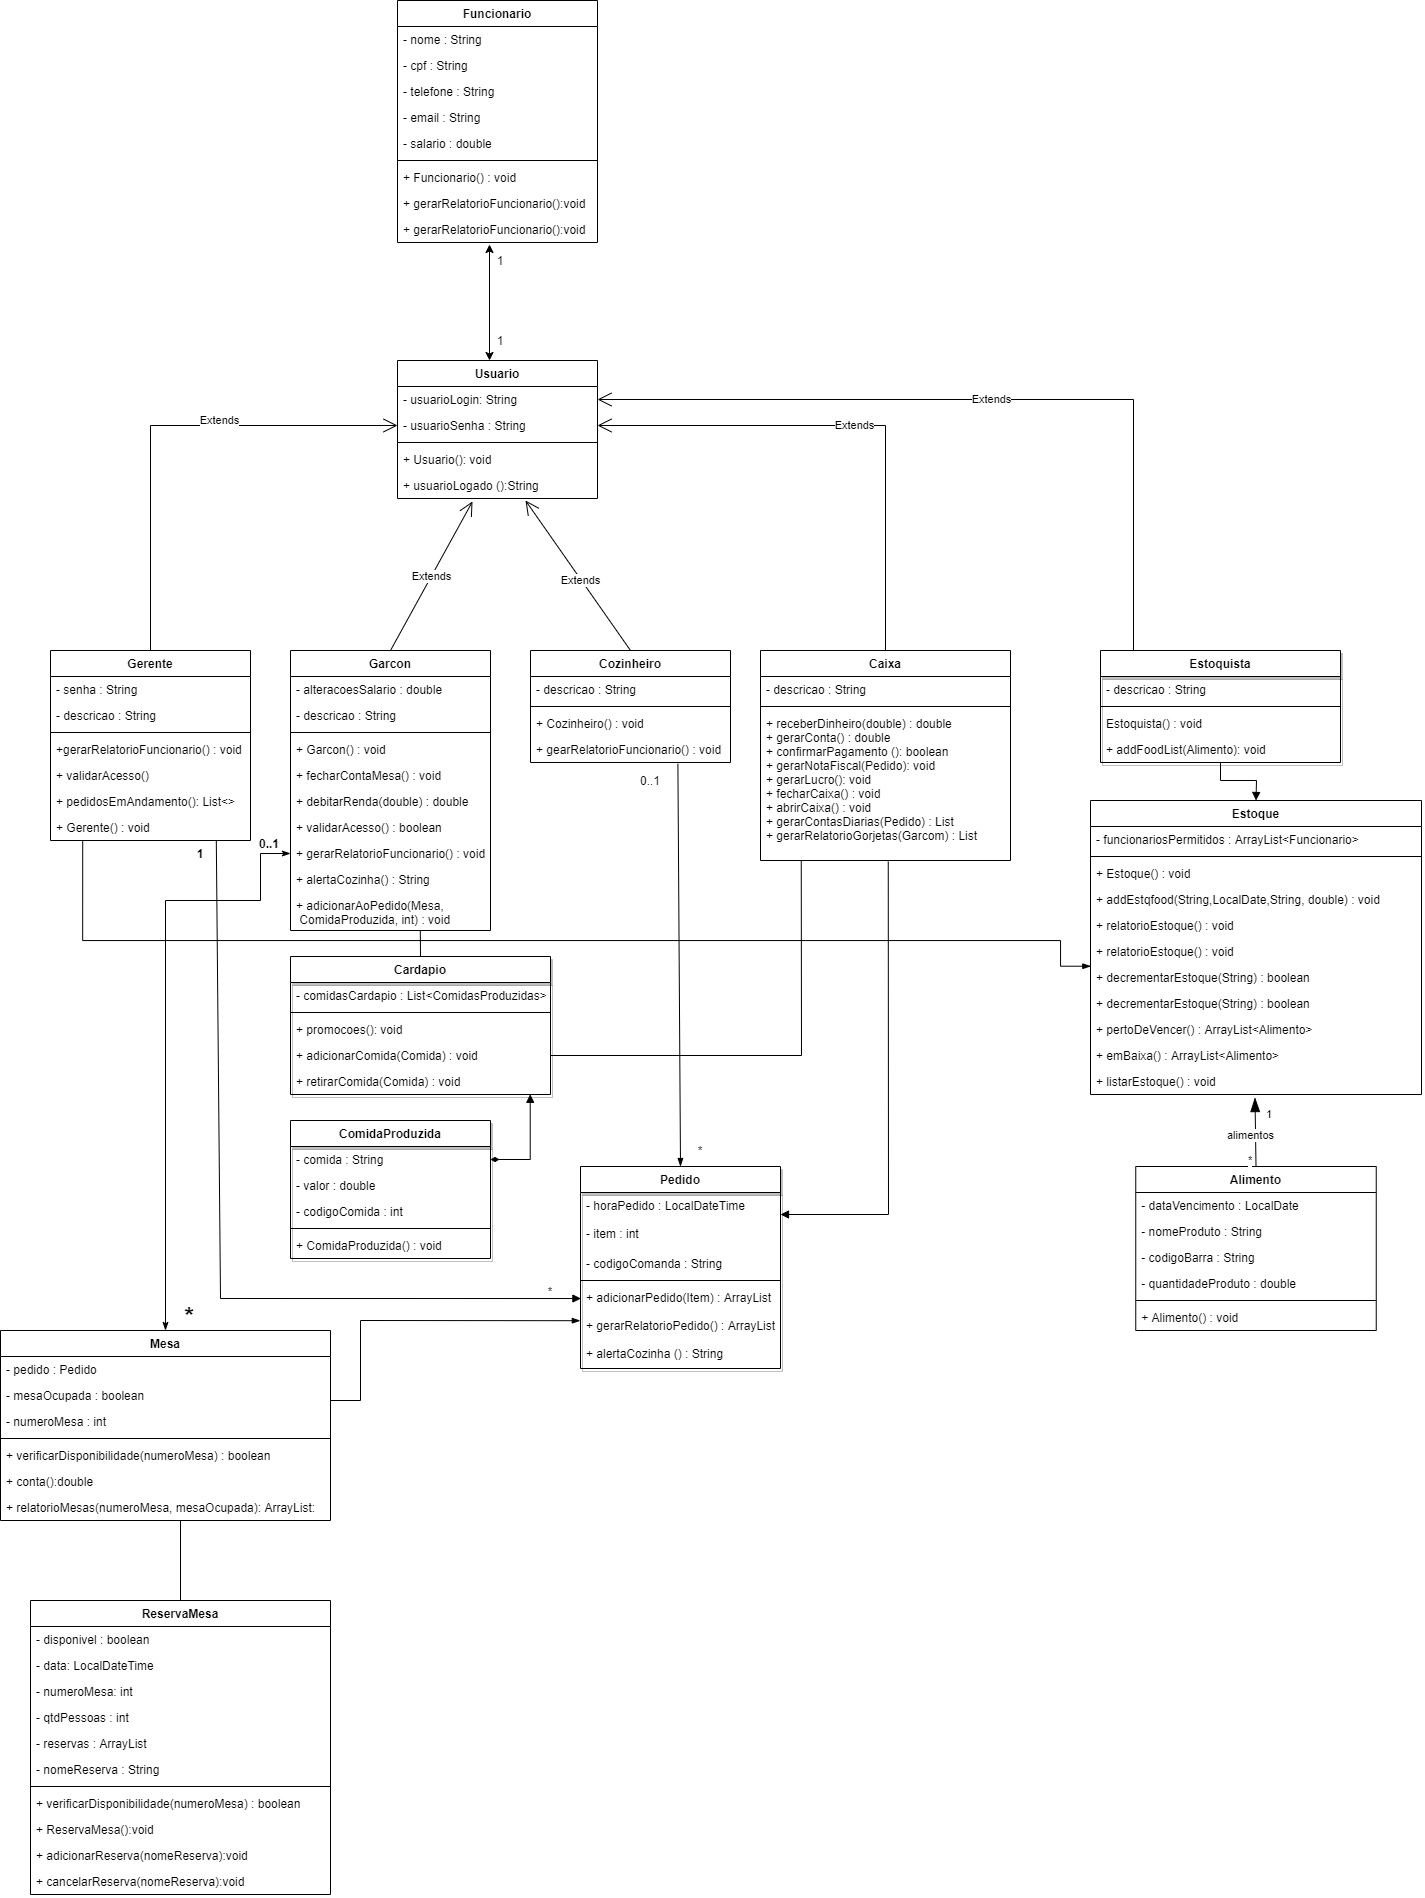 Funcionario
- nome : String
- cpf : String
- telefone : String
- email : String
- salario : double
+ Funcionario() : void
+ gerarRelatorioFuncionario():void
+ gerarRelatorioFuncionario():void
1
1
Usuario
- usuarioLogin: String
- usuarioSenha : String
+ Usuario(): void
+ usuarioLogado ():String
Extends
Extends
Extends
Extends
Extends
Gerente
- senha : String
- descricao : String
+gerarRelatorioFuncionario() : void
+ validarAcesso()
+ pedidosEmAndamento(): List<>
+ Gerente() : void
Garcon
- alteracoesSalario : double
- descricao : String
+ Garcon() : void
+ fecharContaMesa() : void
+ debitarRenda(double) : double
+ validarAcesso() : boolean
+ gerarRelatorioFuncionario() : void
+ alertaCozinha() : String
+ adicionarAoPedido(Mesa,
ComidaProduzida, int) : void
Cozinheiro
- descricao : String
+ Cozinheiro() : void
+ gearRelatorioFuncionario() : void
Caixa
- descricao : String
+ receberDinheiro(double) : double
+ gerarConta() : double
+ confirmarPagamento (): boolean
+ gerarNotaFiscal(Pedido): void
+ gerarLucro(): void
+ fecharCaixa() : void
+ abrirCaixa() : void
+ gerarContasDiarias(Pedido) : List
+ gerarRelatorioGorjetas(Garcom) : List
Estoquista
- descricao : String
Estoquista() : void
+ addFoodList(Alimento): void
Estoque
- funcionariosPermitidos : ArrayList<Funcionario>
+ Estoque() : void
+ addEstqfood(String,LocalDate,String, double) : void
+ relatorioEstoque() : void
+ relatorioEstoque() : void
+ decrementarEstoque(String) : boolean
+ decrementarEstoque(String) : boolean
+ pertoDeVencer() : ArrayList<Alimento>
+ emBaixa() : ArrayList<Alimento>
+ listarEstoque() : void
1
0..1
0..1
Cardapio
- comidasCardapio : List<ComidasProduzidas>
+ promocoes(): void
+ adicionarComida(Comida) : void
+ retirarComida(Comida) : void
ComidaProduzida
- comida : String
- valor : double
- codigoComida : int
+ ComidaProduzida() : void
*
Pedido
- horaPedido : LocalDateTime
- item : int
- codigoComanda : String
+ adicionarPedido(Item) : ArrayList
+ gerarRelatorioPedido() : ArrayList
+ alertaCozinha () : String
1
alimentos
*
Alimento
- dataVencimento : LocalDate
- nomeProduto : String
- codigoBarra : String
- quantidadeProduto : double
+ Alimento() : void
*
*
Mesa
- pedido : Pedido
- mesaOcupada : boolean
- numeroMesa : int
+ verificarDisponibilidade(numeroMesa) : boolean
+ conta():double
+ relatorioMesas(numeroMesa, mesaOcupada): ArrayList:
ReservaMesa
- disponivel : boolean
- data: LocalDateTime
- numeroMesa: int
- qtdPessoas : int
- reservas : ArrayList
- nomeReserva : String
+ verificarDisponibilidade(numeroMesa) : boolean
+ ReservaMesa():void
+ adicionarReserva(nomeReserva):void
+ cancelarReserva(nomeReserva):void